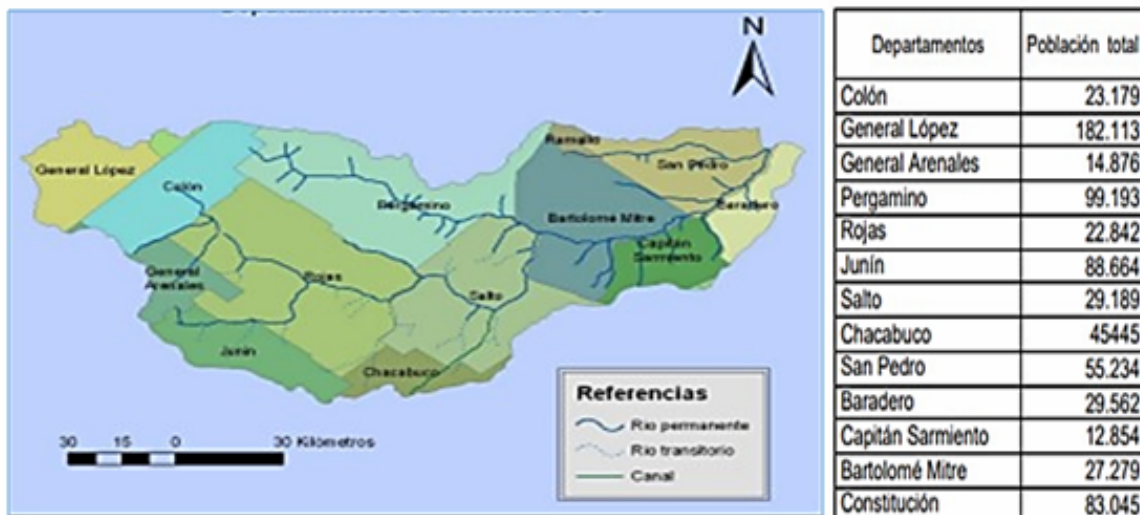 N
Ramallo
General López
San Pedro
Colón
Baradero
Pergamino
Bartolomé Mitre
Capitán
Sarmiento
General
Arenales
Rojas
Salto
Junín
Chacabuco
30 15 0 30 Kilómetros
Referencias
Río permanente
Río transitorio
Canal
Departamentos Población total
Colón 23.179
General López 182.113
General Arenales 14.876
Pergamino 99.193
Rojas 22.842
Junín 88.664
Salto 29.189
Chacabuco 45445
San Pedro 55.234
Baradero 29.562
Capitán Sarmiento 12.854
Bartolomé Mitre 27.279
Constitución 83.045